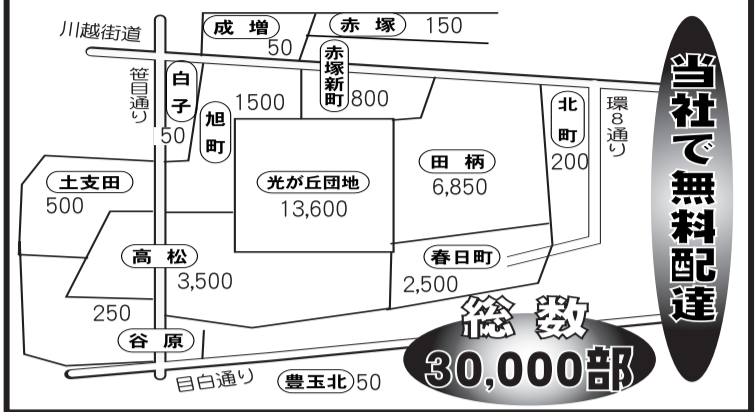 川越街道
成増
50
赤塚 150
笹目通り
白子
50
旭町
1500
赤塚新町
800
北町
200
環8通り
土支田
500
光が丘団地
13,600
田柄
6,850
高松
3,500
春日町
2,500
250
谷原
目白通り
豊玉北 50
総数
30,000部
当社で無料配達